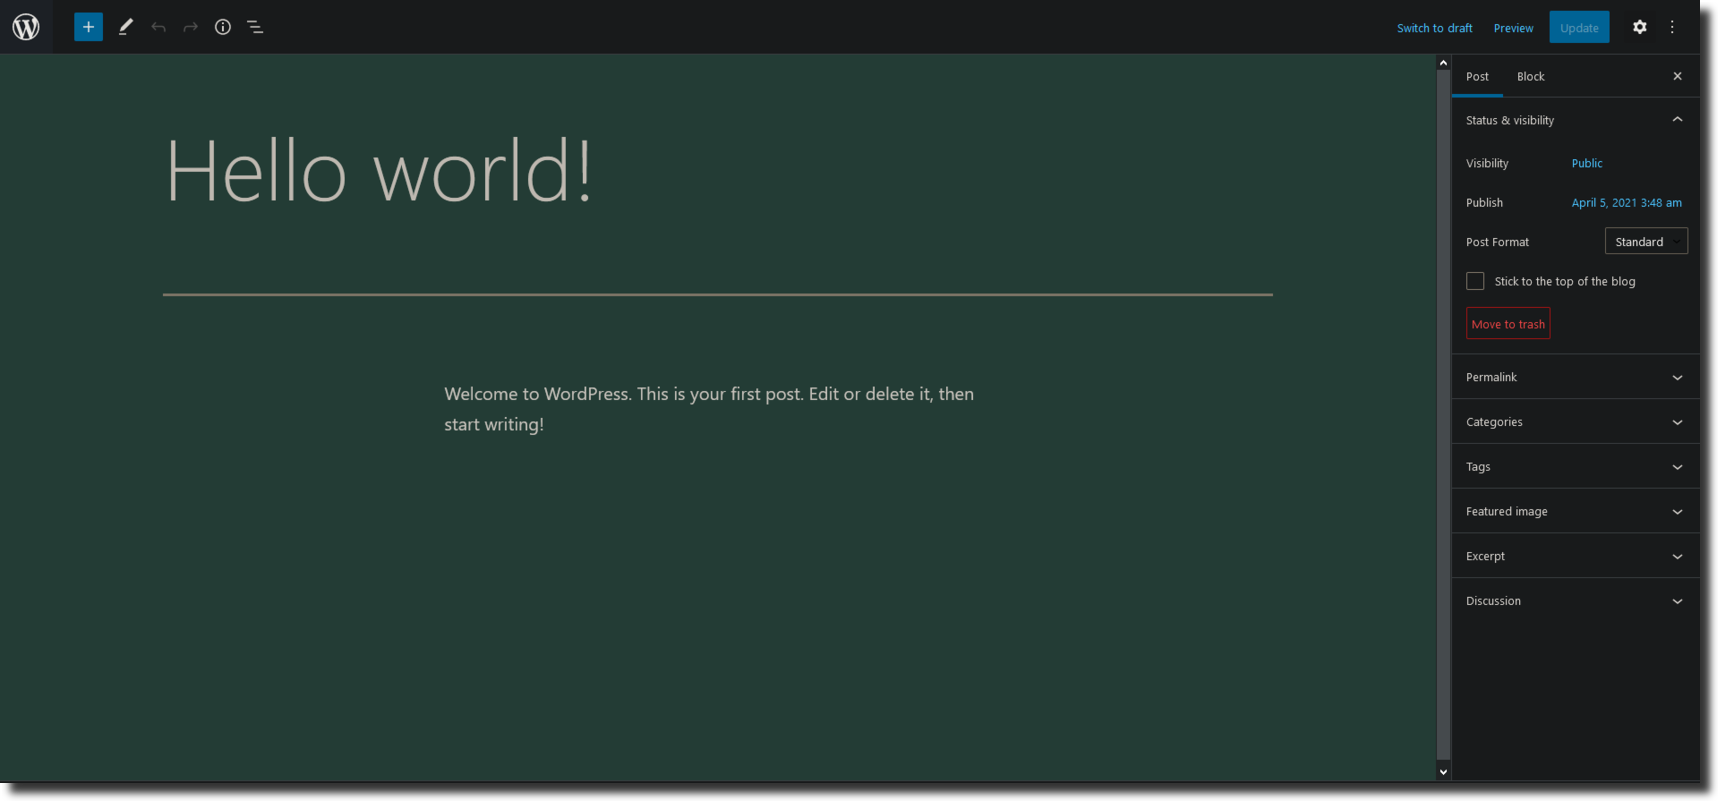 Switch to draft Preview Update
Post Block
Hello world!
Status & visibility
Visibility Public
Publish April 5, 2021 3:48 am
Post Format Standard
Stick to the top of the blog
Move to trash
Welcome to WordPress. This is your first post. Edit or delete it, then
start writing!
Permalink
Categories
Tags
Featured image
Excerpt
Discussion